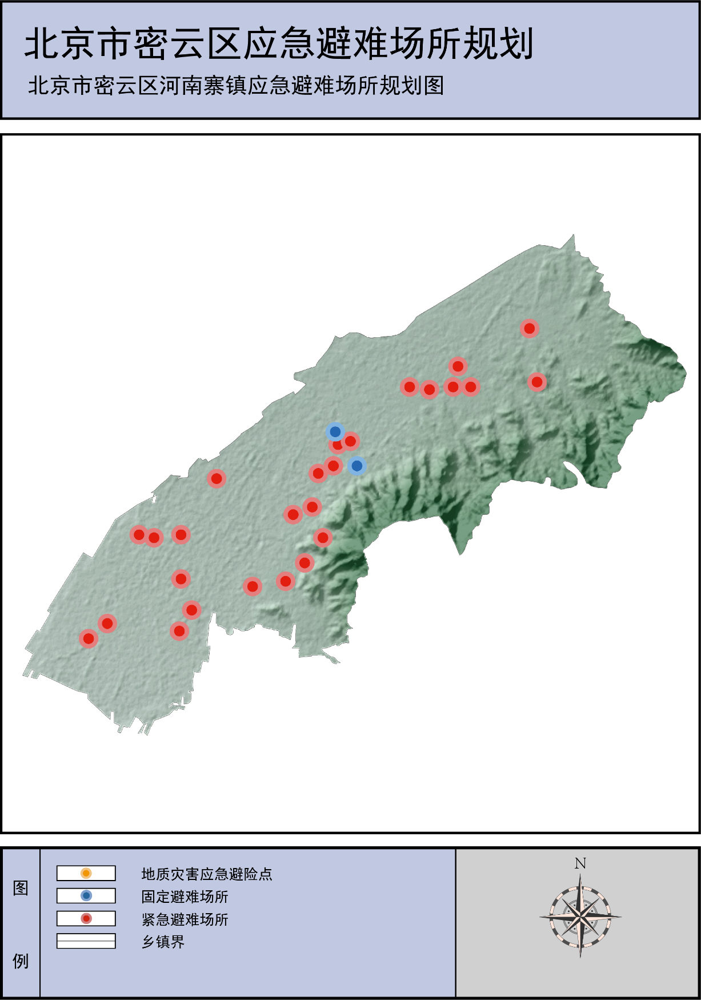 北京市密云区应急避难场所规划
北京市密云区河南寨镇应急避难场所规划图
图例
地质灾害应急避险点
固定避难场所
紧急避难场所
乡镇界
N